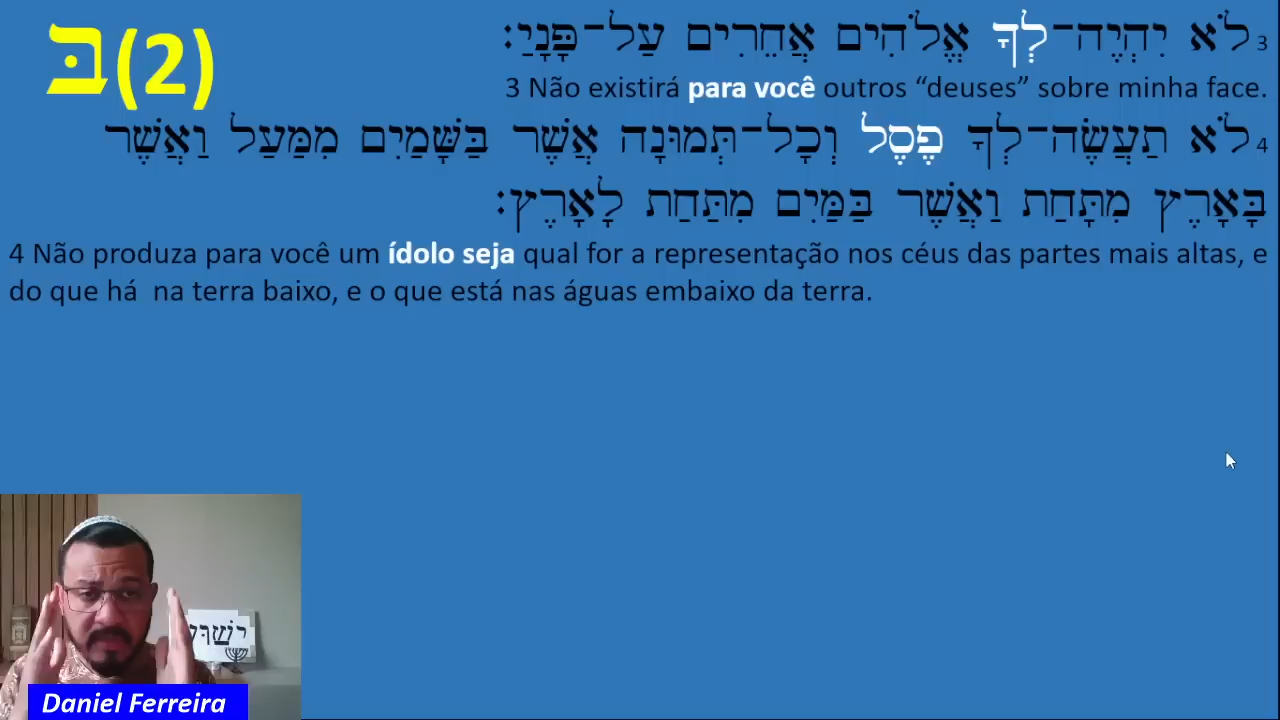 בּ(2)
3 לֹא יִהְיֶה־לְךָ אֱלֹהִים אֲחֵרִים עַל־פָּנָיַ׃
3 Não existirá para você outros “deuses” sobre minha face.
4 לֹא תַעֲשֶׂה־לְךָ פֶסֶל וְכָל־תְּמוּנָה אֲשֶׁר בַּשָּׁמַיִם מִמַּעַל וַאֲשֶׁר
בָּאָרֶץ מִתָּחַת וַאֲשֶׁר בַּמַּיִם מִתַּחַת לָאָרֶץ׃
4 Não produza para você um ídolo seja qual for a representação nos céus das partes mais altas, e
do que há na terra baixo, e o que está nas águas embaixo da terra.
ישוע
Daniel Ferreira